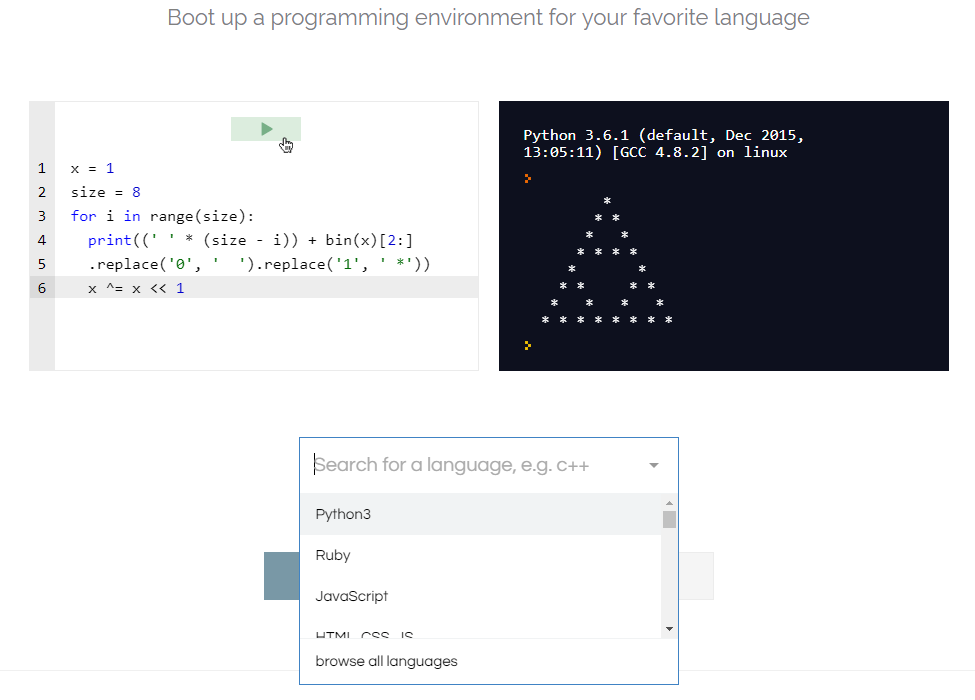 Boot up a programming environment for your favorite language
1 x = 1
2 size = 8
3 for i in range(size):
4 print((' ' * (size - i)) + bin(x)[2:]
5 .replace('0', '  ').replace('1', ' *'))
6 x ^= x << 1
Python 3.6.1 (default, Dec 2015,
13:05:11) [GCC 4.8.2] on linux
>
        *
       * *
      *   *
     * * * *
    *       *
   * *     * *
  *   *   *   *
 * * * * * * * *
>
Search for a language, e.g. c++
Python3
Ruby
JavaScript
HTML, CSS, JS
browse all languages